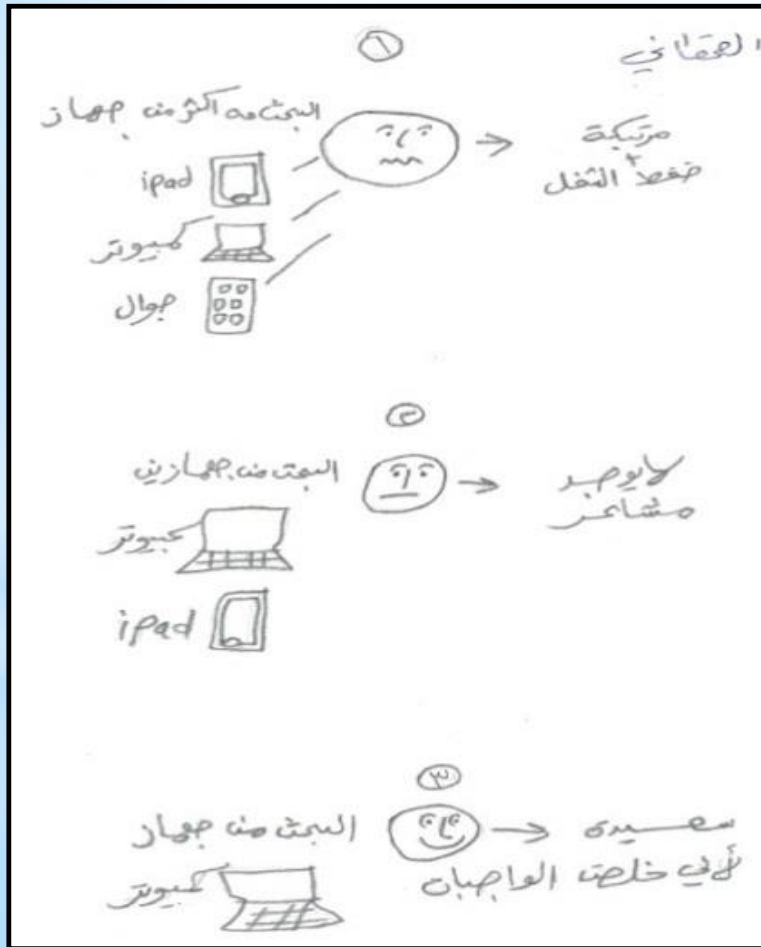 ١
البحث من أكثر من جهاز
ipad
كمبيوتر
جوال
مرتبكة
+
ضغط الشغل
٢
البحث من جهازين
كمبيوتر
ipad
لا يوجد
مشاعر
٣
البحث من جهاز
كمبيوتر
سعيدة
لأني خلصت الواجبات